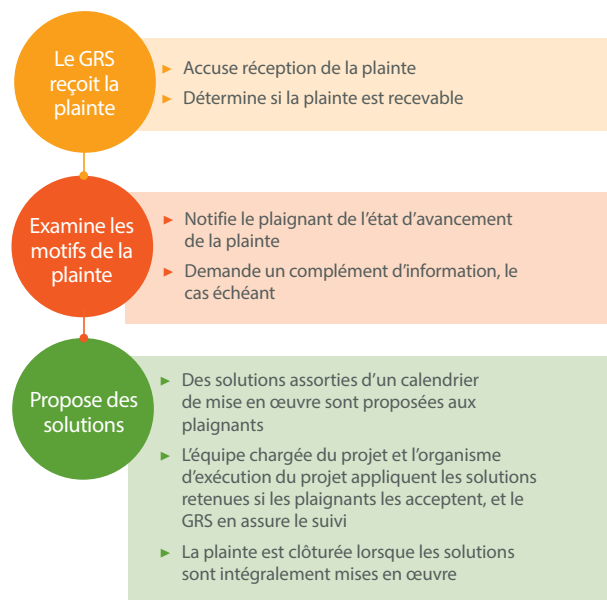 Le GRS
reçoit la
plainte
► Accuse réception de la plainte
► Détermine si la plainte est recevable
Examine les
motifs de la
plainte
► Notifie le plaignant de l’état d’avancement
de la plainte
► Demande un complément d’information, le
cas échéant
Propose des
solutions
► Des solutions assorties d’un calendrier
de mise en œuvre sont proposées aux
plaignants
► L’équipe chargée du projet et l’organisme
d’exécution du projet appliquent les solutions
retenues si les plaignants les acceptent, et le
GRS en assure le suivi
► La plainte est clôturée lorsque les solutions
sont intégralement mises en œuvre